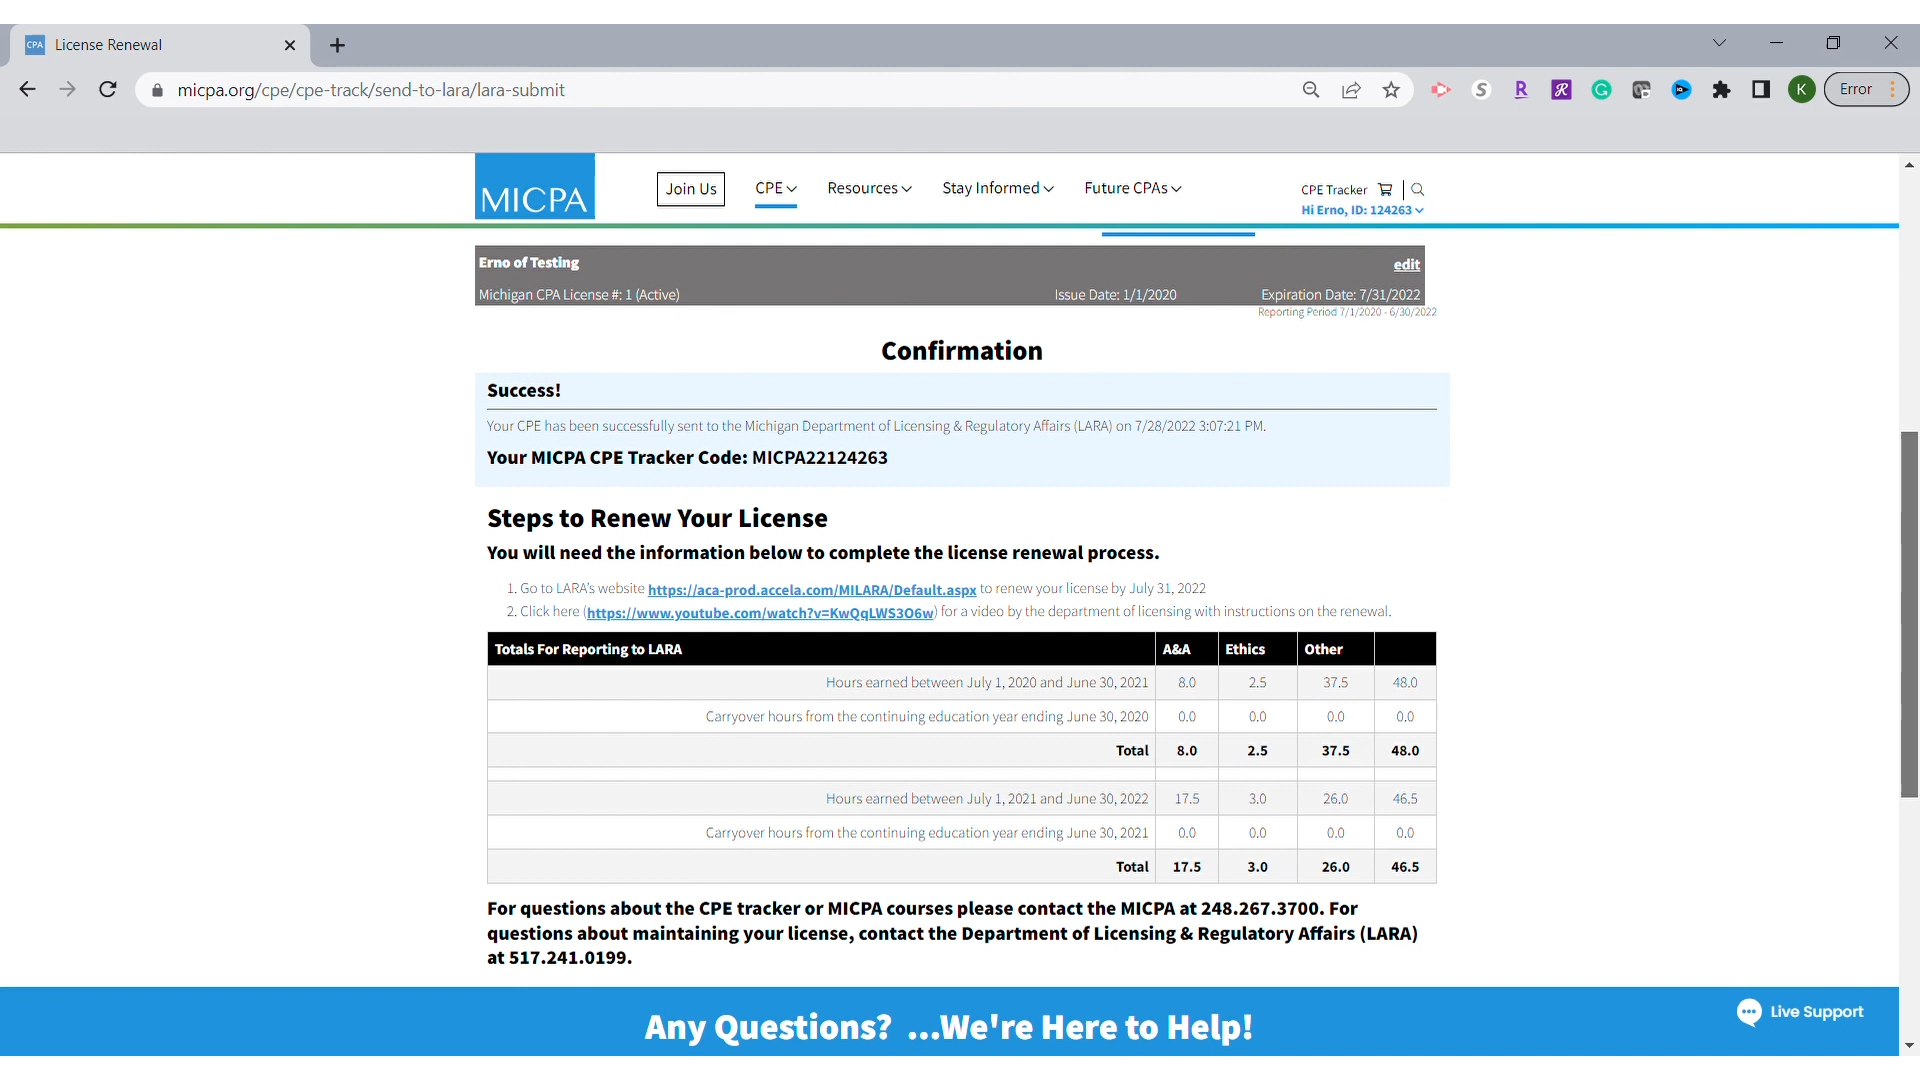 CPA License Renewal
micpa.org/cpe/cpe-track/send-to-lara/lara-submit
S R R G K Error
MICPA Join Us CPE Resources Stay Informed Future CPAs CPE Tracker
Hi Erno, ID: 124263
Erno of Testing edit
Michigan CPA License #: 1 (Active) Issue Date: 1/1/2020 Expiration Date: 7/31/2022
Reporting Period 7/1/2020 - 6/30/2022
Confirmation
Success!
Your CPE has been successfully sent to the Michigan Department of Licensing & Regulatory Affairs (LARA) on 7/28/2022 3:07:21 PM.
Your MICPA CPE Tracker Code: MICPA22124263
Steps to Renew Your License
You will need the information below to complete the license renewal process.
1. Go to LARA's website https://aca-prod.accela.com/MILARA/Default.aspx to renew your license by July 31, 2022
2. Click here (https://www.youtube.com/watch?v=KwQqLWS3O6w) for a video by the department of licensing with instructions on the renewal.
Totals For Reporting to LARA A&A Ethics Other
Hours earned between July 1, 2020 and June 30, 2021 8.0 2.5 37.5 48.0
Carryover hours from the continuing education year ending June 30, 2020 0.0 0.0 0.0 0.0
Total 8.0 2.5 37.5 48.0
Hours earned between July 1, 2021 and June 30, 2022 17.5 3.0 26.0 46.5
Carryover hours from the continuing education year ending June 30, 2021 0.0 0.0 0.0 0.0
Total 17.5 3.0 26.0 46.5
For questions about the CPE tracker or MICPA courses please contact the MICPA at 248.267.3700. For
questions about maintaining your license, contact the Department of Licensing & Regulatory Affairs (LARA)
at 517.241.0199.
Any Questions? ...We're Here to Help!
Live Support